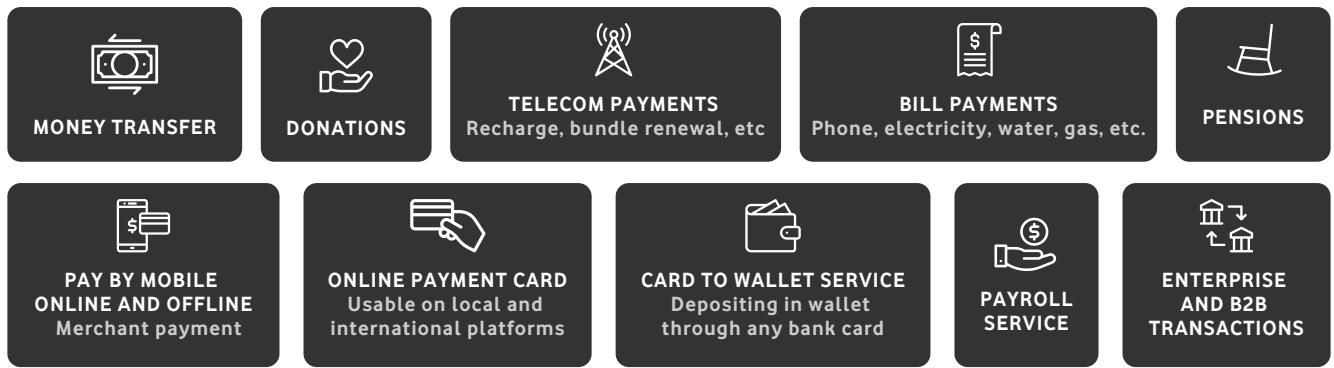 MONEY TRANSFER
DONATIONS
TELECOM PAYMENTS
Recharge, bundle renewal, etc
$
BILL PAYMENTS
Phone, electricity, water, gas, etc.
PENSIONS
$
PAY BY MOBILE
ONLINE AND OFFLINE
Merchant payment
ONLINE PAYMENT CARD
Usable on local and
international platforms
CARD TO WALLET SERVICE
Depositing in wallet
through any bank card
$
PAYROLL
SERVICE
ENTERPRISE
AND B2B
TRANSACTIONS